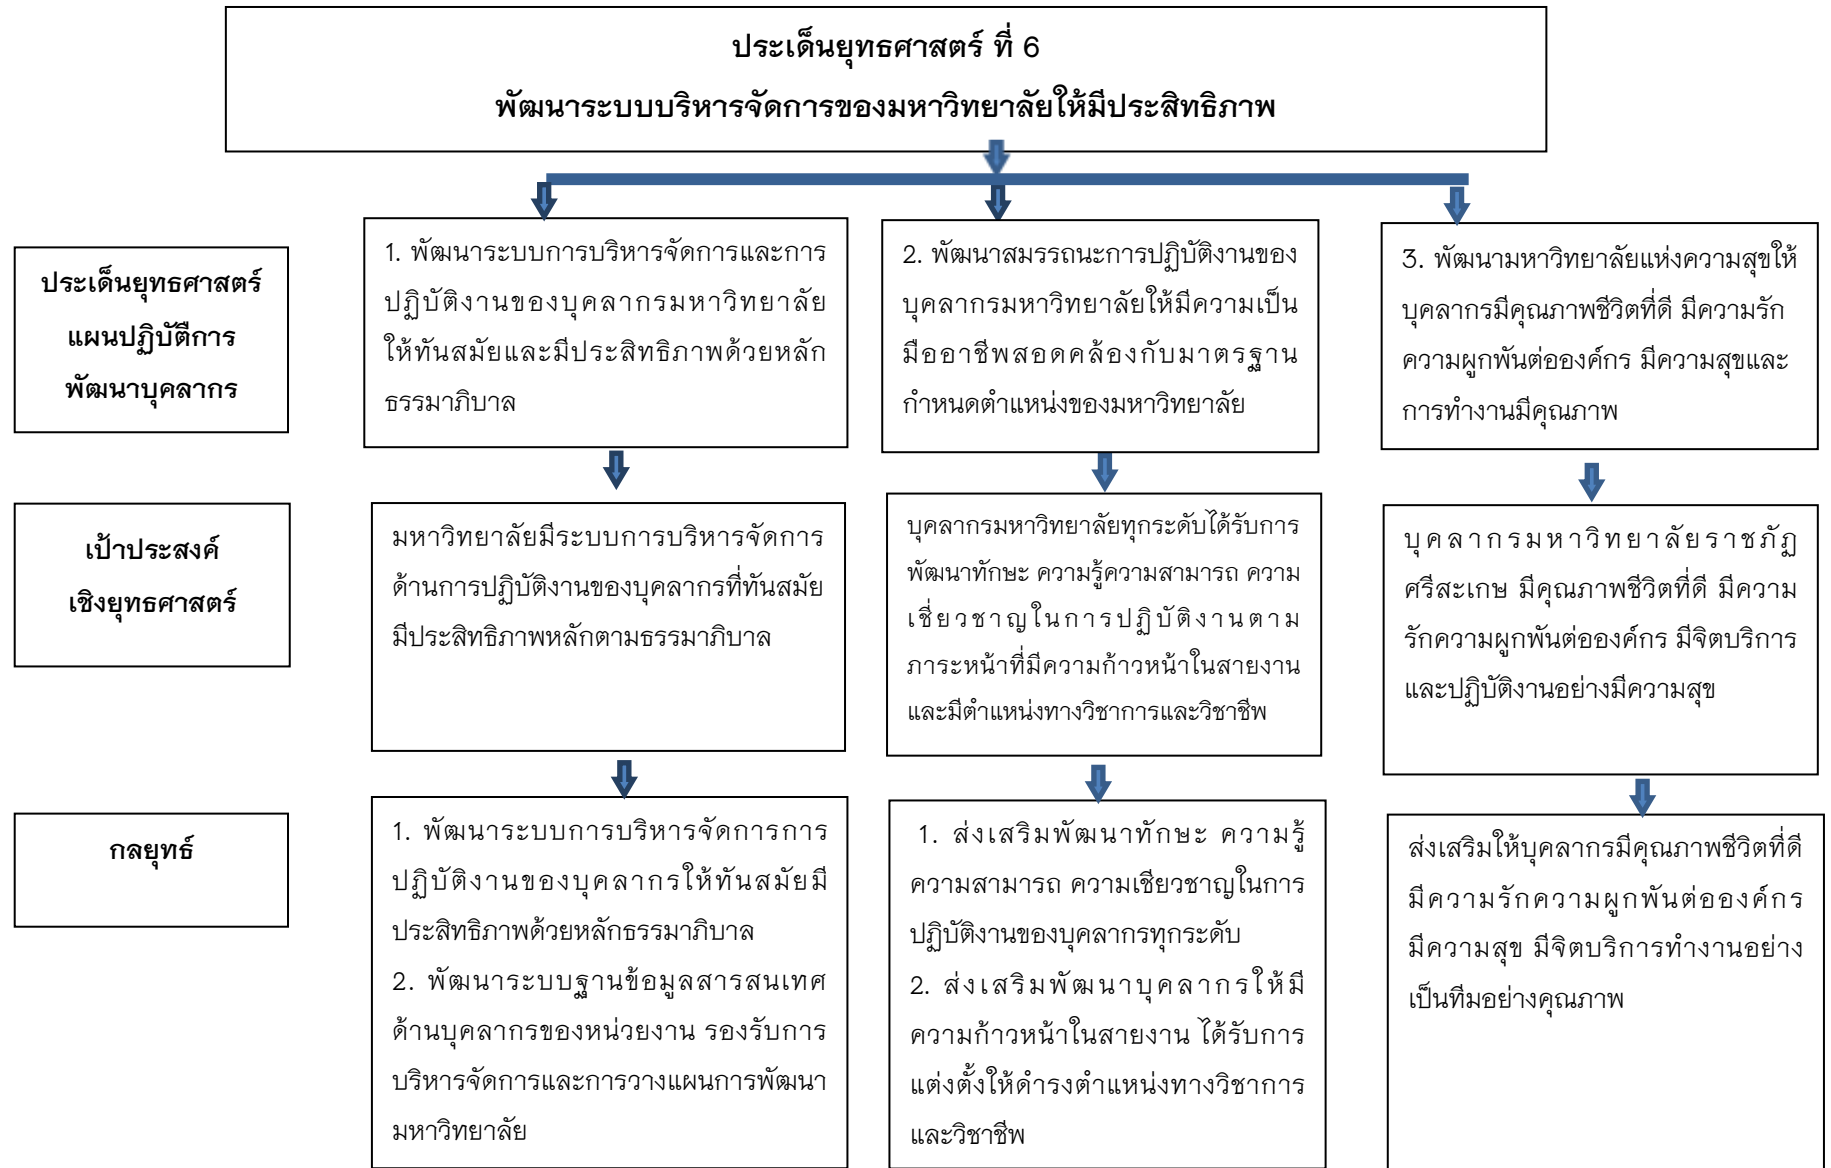 ประเด็นยุทธศาสตร์ ที่ 6
พัฒนาระบบบริหารจัดการของมหาวิทยาลัยให้มีประสิทธิภาพ
ประเด็นยุทธศาสตร์
แผนปฏิบัตืการ
พัฒนาบุคลากร
1. พัฒนาระบบการบริหารจัดการและการ
ปฏิบัติงานของบุคลากรมหาวิทยาลัย
ให้ทันสมัยและมีประสิทธิภาพด้วยหลัก
ธรรมาภิบาล
2. พัฒนาสมรรถนะการปฏิบัติงานของ
บุคลากรมหาวิทยาลัยให้มีความเป็น
มืออาชีพสอดคล้องกับมาตรฐาน
กำหนดตำแหน่งของมหาวิทยาลัย
3. พัฒนามหาวิทยาลัยแห่งความสุขให้
บุคลากรมีคุณภาพชีวิตที่ดี มีความรัก
ความผูกพันต่อองค์กร มีความสุขและ
การทำงานมีคุณภาพ
เป้าประสงค์
เชิงยุทธศาสตร์
มหาวิทยาลัยมีระบบการบริหารจัดการ
ด้านการปฏิบัติงานของบุคลากรที่ทันสมัย
มีประสิทธิภาพหลักตามธรรมาภิบาล
บุคลากรมหาวิทยาลัยทุกระดับได้รับการ
พัฒนาทักษะ ความรู้ความสามารถ ความ
เชี่ยวชาญในการปฏิบัติงานตาม
ภาระหน้าที่มีความก้าวหน้าในสายงาน
และมีตำแหน่งทางวิชาการและวิชาชีพ
บุคลากรมหาวิทยาลัยราชภัฏ
ศรีสะเกษ มีคุณภาพชีวิตที่ดี มีความ
รักความผูกพันต่อองค์กร มีจิตบริการ
และปฏิบัติงานอย่างมีความสุข
กลยุทธ์
1. พัฒนาระบบการบริหารจัดการการ
ปฏิบัติงานของบุคลากรให้ทันสมัยมี
ประสิทธิภาพด้วยหลักธรรมาภิบาล
2. พัฒนาระบบฐานข้อมูลสารสนเทศ
ด้านบุคลากรของหน่วยงาน รองรับการ
บริหารจัดการและการวางแผนการพัฒนา
มหาวิทยาลัย
1. ส่งเสริมพัฒนาทักษะ ความรู้
ความสามารถ ความเชียวชาญในการ
ปฏิบัติงานของบุคลากรทุกระดับ
2. ส่งเสริมพัฒนาบุคลากรให้มี
ความก้าวหน้าในสายงาน ได้รับการ
แต่งตั้งให้ดำรงตำแหน่งทางวิชาการ
และวิชาชีพ
ส่งเสริมให้บุคลากรมีคุณภาพชีวิตที่ดี
มีความรักความผูกพันต่อองค์กร
มีความสุข มีจิตบริการทำงานอย่าง
เป็นทีมอย่างคุณภาพ